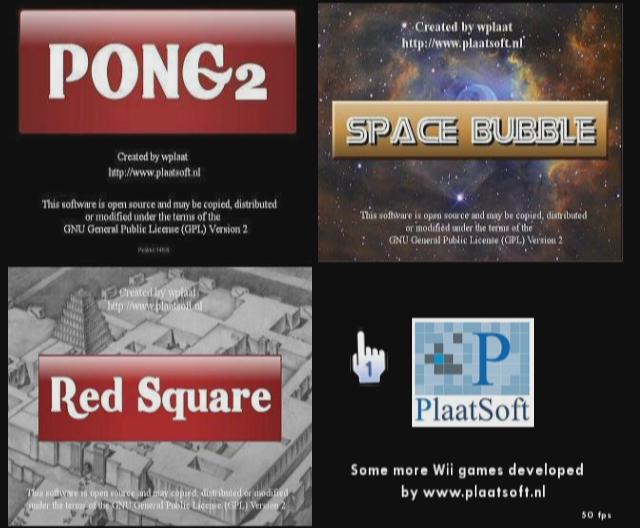 PONG2
Created by wplaat
http://www.plaatsoft.nl
This software is open source and may be copied, distributed
or modified under the terms of the
GNU General Public License (GPL) Version 2
Created by wplaat
http://www.plaatsoft.nl
SPACE BUBBLE
This software is open source and may be copied, distributed
or modified under the terms of the
GNU General Public License (GPL) Version 2
Created by wplaat
http://www.plaatsoft.nl
Red Square
This software is open source and may be copied, distributed or modified
under the terms of the GNU General Public License (GPL) Version 2
1
P
PlaatSoft
Some more Wii games developed
by www.plaatsoft.nl
50 fps